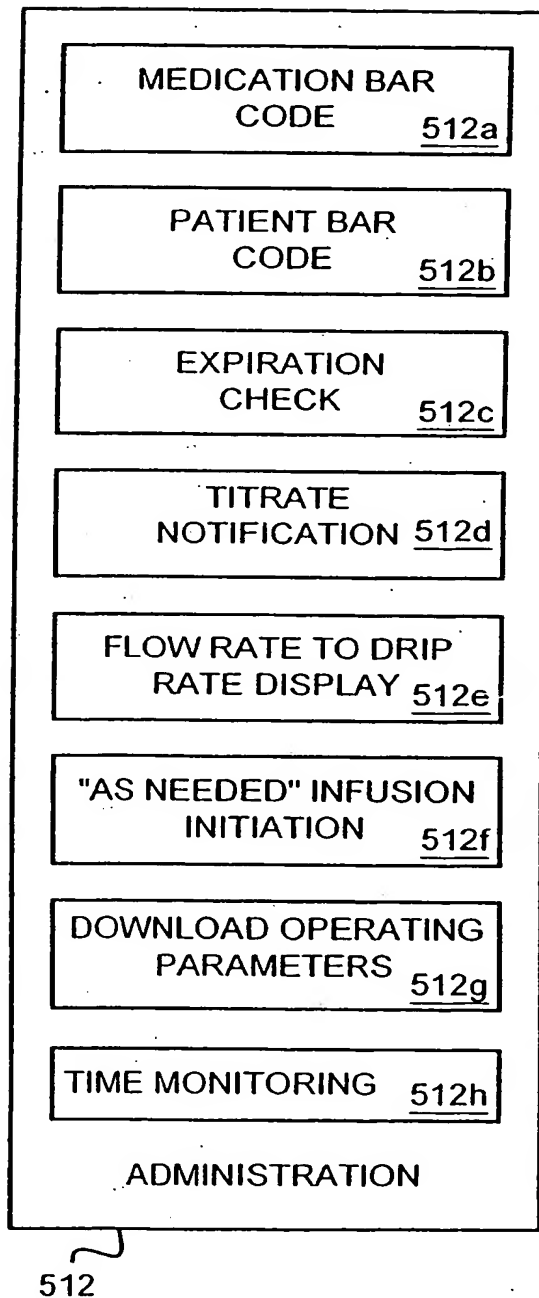 MEDICATION BAR
CODE 512a
PATIENT BAR
CODE 512b
EXPIRATION
CHECK 512c
TITRATE
NOTIFICATION 512d
FLOW RATE TO DRIP
RATE DISPLAY 512e
"AS NEEDED" INFUSION
INITIATION 512f
DOWNLOAD OPERATING
PARAMETERS 512g
TIME MONITORING 512h
ADMINISTRATION
512